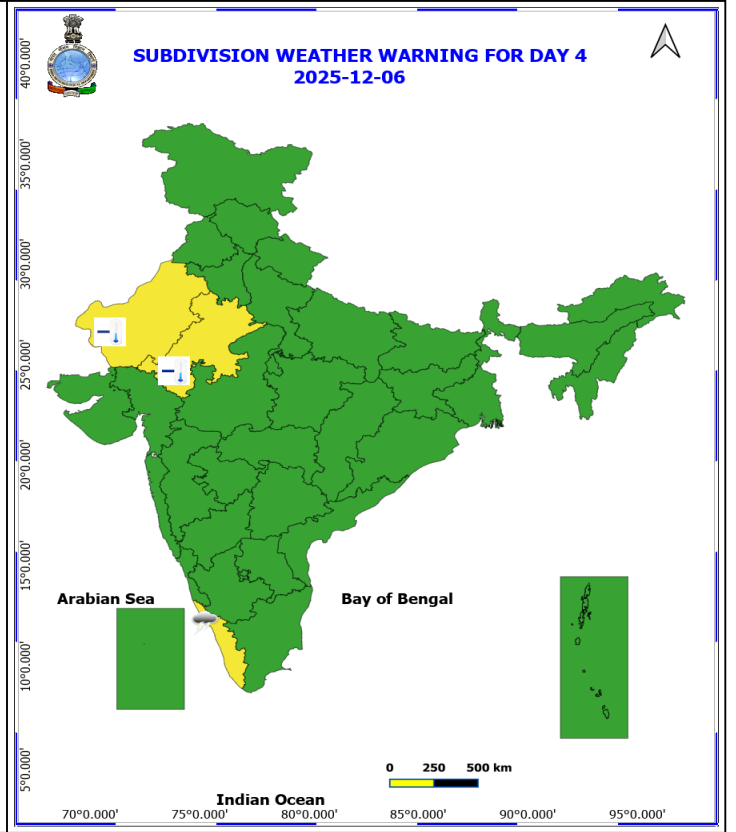 SUBDIVISION WEATHER WARNING FOR DAY 4
2025-12-06
40°0.000'
35°0.000'
30°0.000'
25°0.000'
20°0.000'
15°0.000'
10°0.000'
5°0.000'
Arabian Sea
Bay of Bengal
0 250 500 km
Indian Ocean
70°0.000' 75°0.000' 80°0.000' 85°0.000' 90°0.000' 95°0.000'